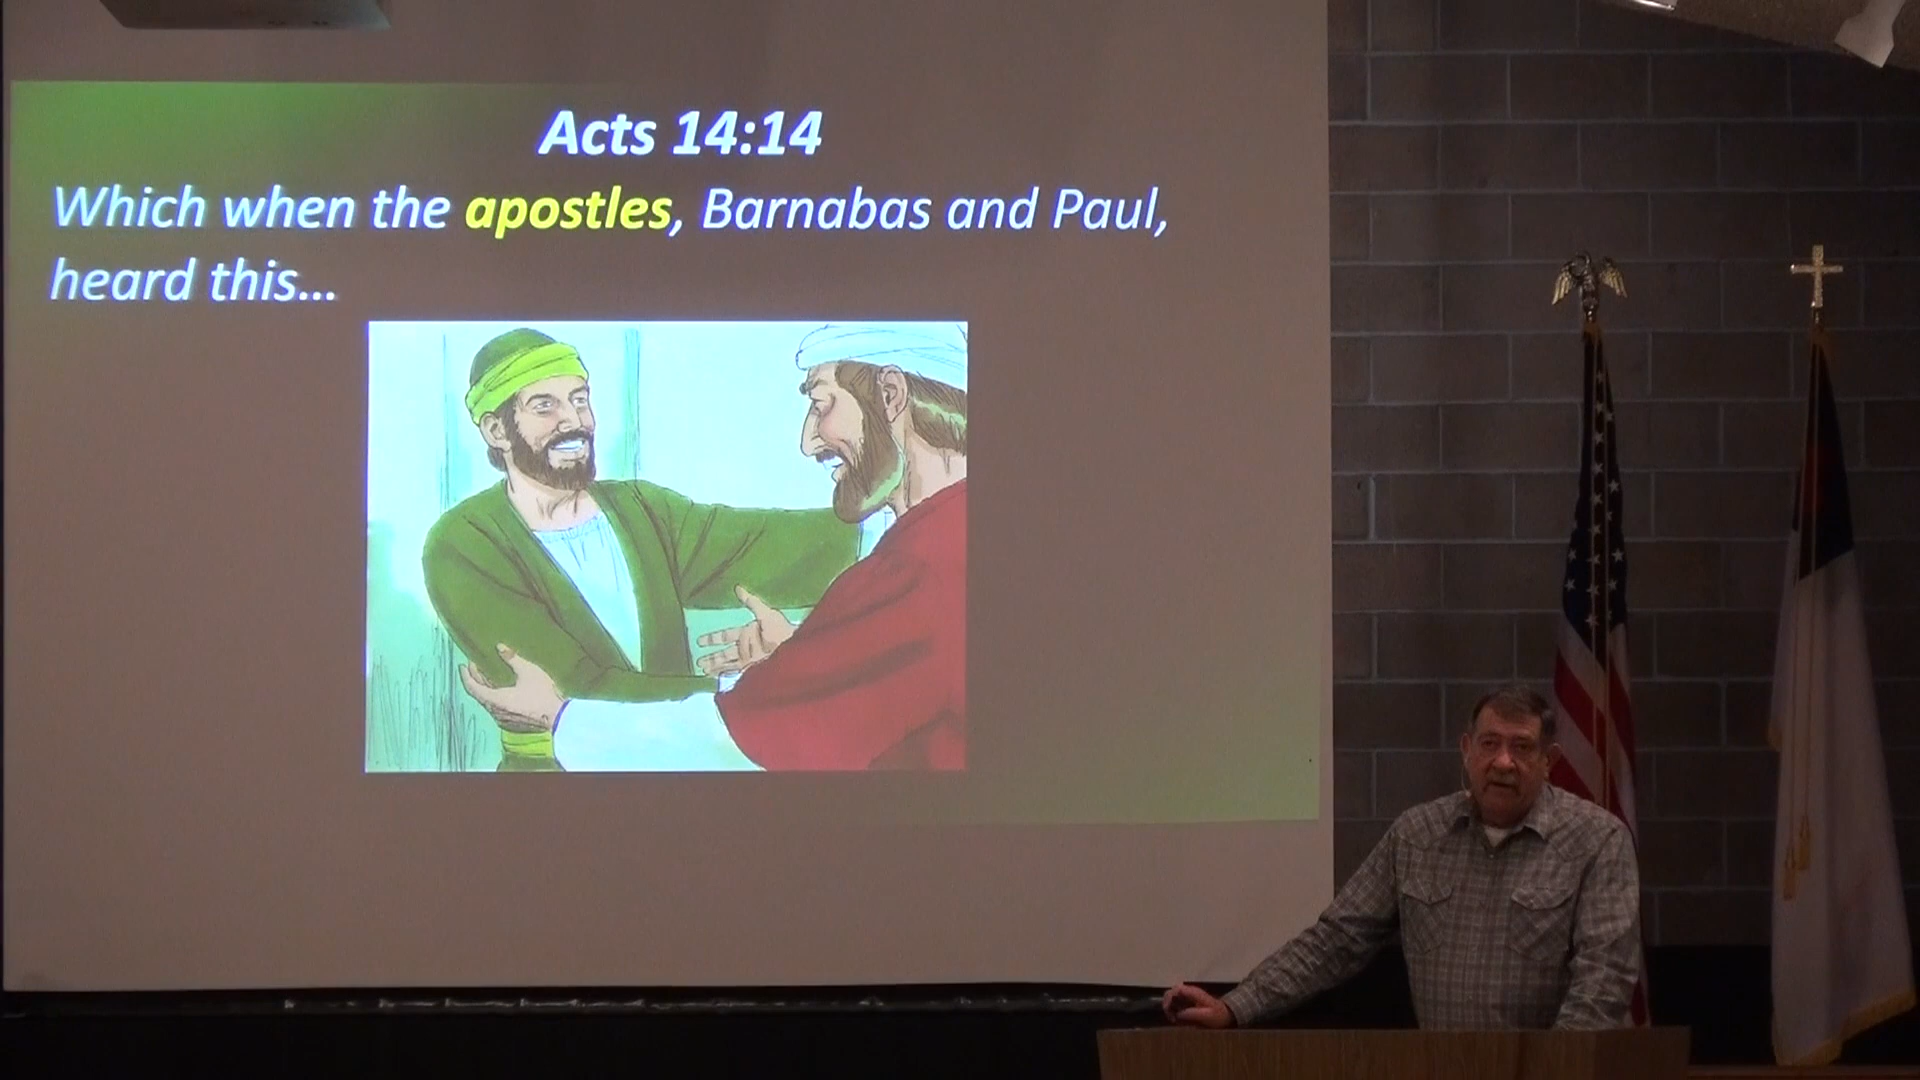 Acts 14:14
Which when the apostles, Barnabas and Paul,
heard this...